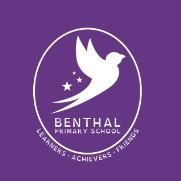 BENTHAL
PRIMARY SCHOOL
LEARNERS · ACHIEVERS · FRIENDS